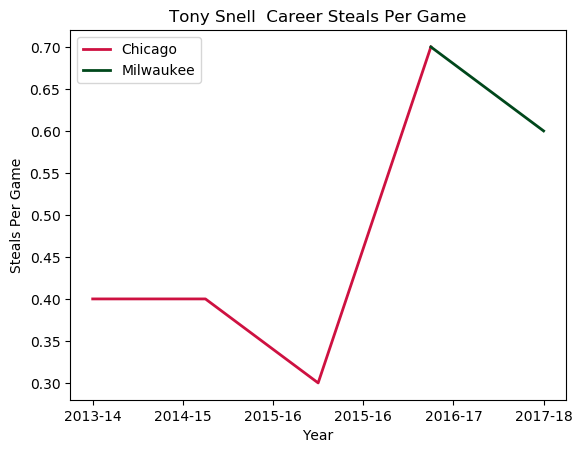 Tony Snell  Career Steals Per Game
Chicago
Milwaukee
0.70
0.65
0.60
0.55
0.50
0.45
0.40
0.35
0.30
Steals Per Game
2013-14 2014-15 2015-16 2015-16 2016-17 2017-18
Year